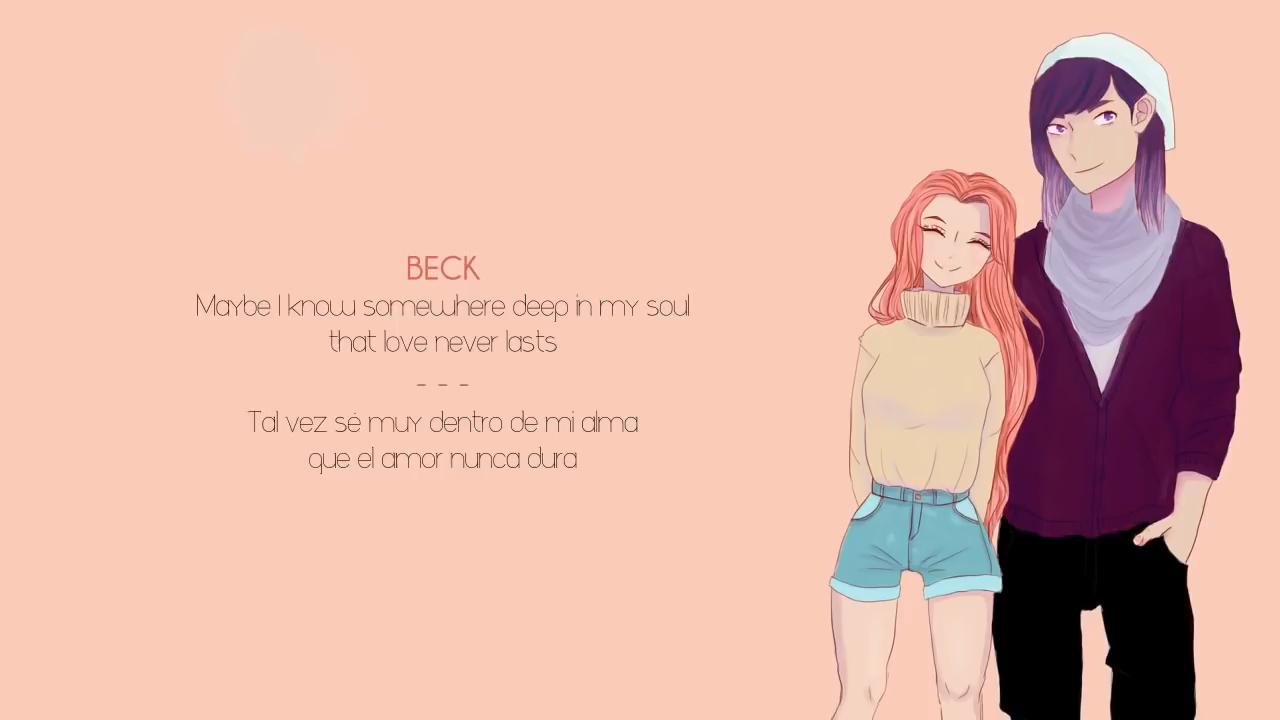 BECK
Maybe I know somewhere deep in my soul
that love never lasts
- - -
Tal vez sé muy dentro de mi alma
que el amor nunca dura